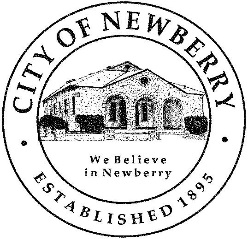 CITY OF NEWBERRY
We Believe
in Newberry
ESTABLISHED 1895